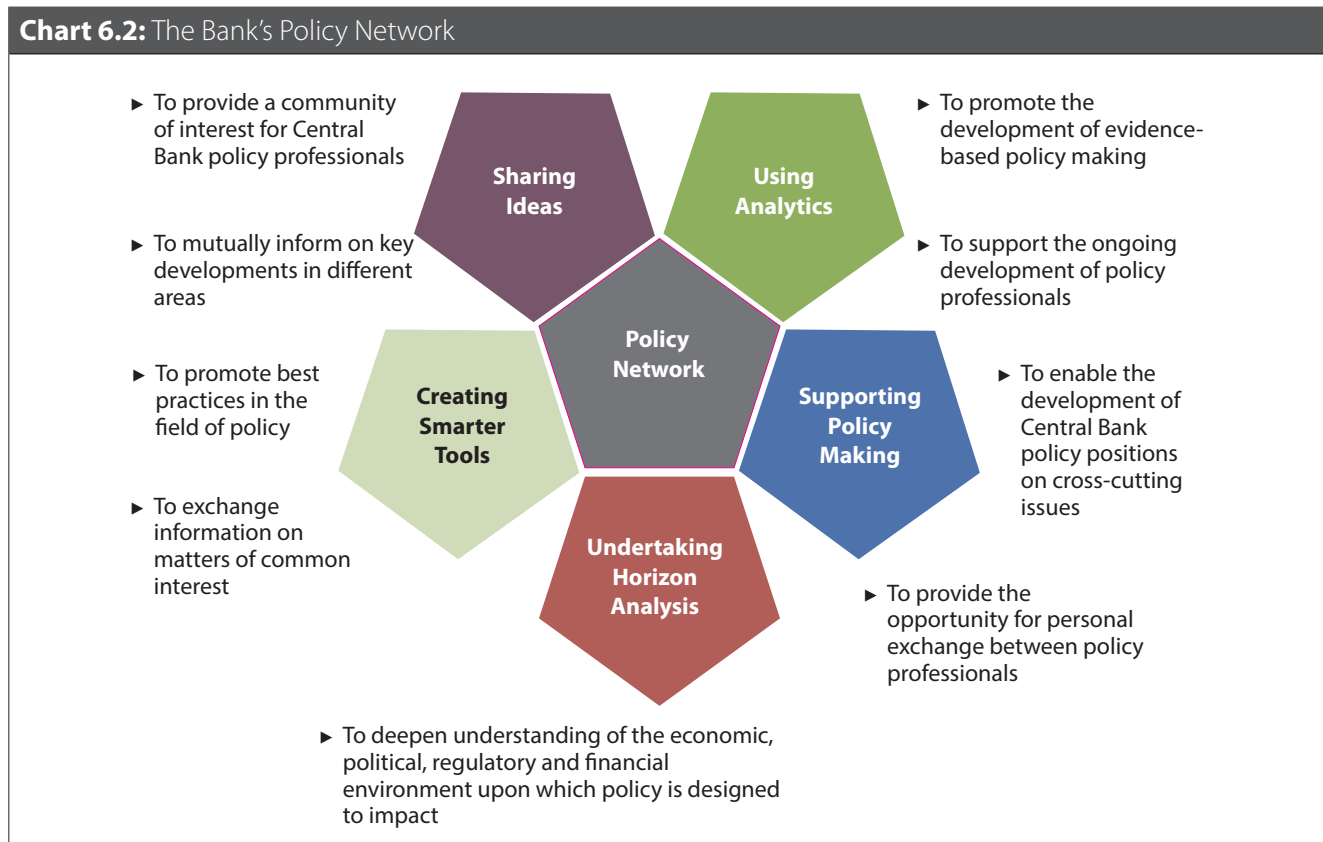 Chart 6.2: The Bank's Policy Network
► To provide a community
of interest for Central
Bank policy professionals
► To mutually inform on key
developments in different
areas
► To promote best
practices in the
field of policy
► To exchange
information on
matters of common
interest
Sharing
Ideas
Using
Analytics
Policy
Network
Creating
Smarter
Tools
Supporting
Policy
Making
Undertaking
Horizon
Analysis
► To promote the
development of evidence-
based policy making
► To support the ongoing
development of policy
professionals
► To enable the
development of
Central Bank
policy positions
on cross-cutting
issues
► To provide the
opportunity for personal
exchange between policy
professionals
► To deepen understanding of the economic,
political, regulatory and financial
environment upon which policy is designed
to impact